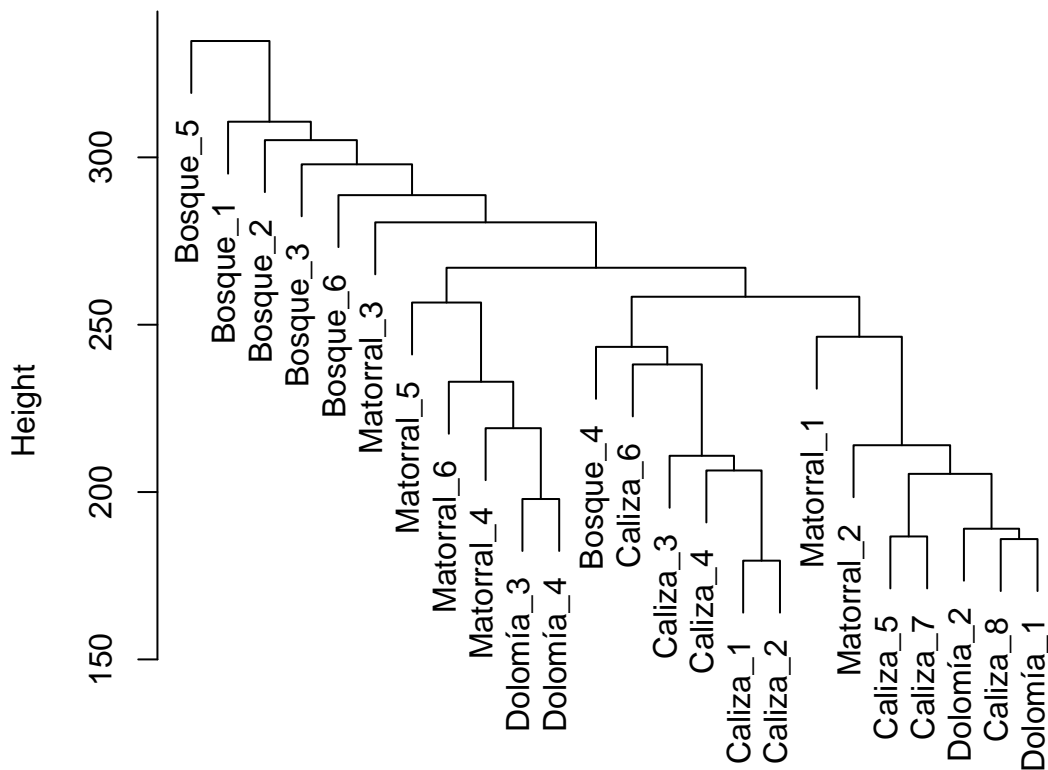 Height
300
250
200
150
Bosque_5
Bosque_1
Bosque_2
Bosque_3
Bosque_6
Matorral_3
Matorral_5
Matorral_6
Matorral_4
Dolomía_3
Dolomía_4
Bosque_4
Caliza_6
Caliza_3
Caliza_4
Caliza_1
Caliza_2
Matorral_1
Matorral_2
Caliza_5
Caliza_7
Dolomía_2
Caliza_8
Dolomía_1